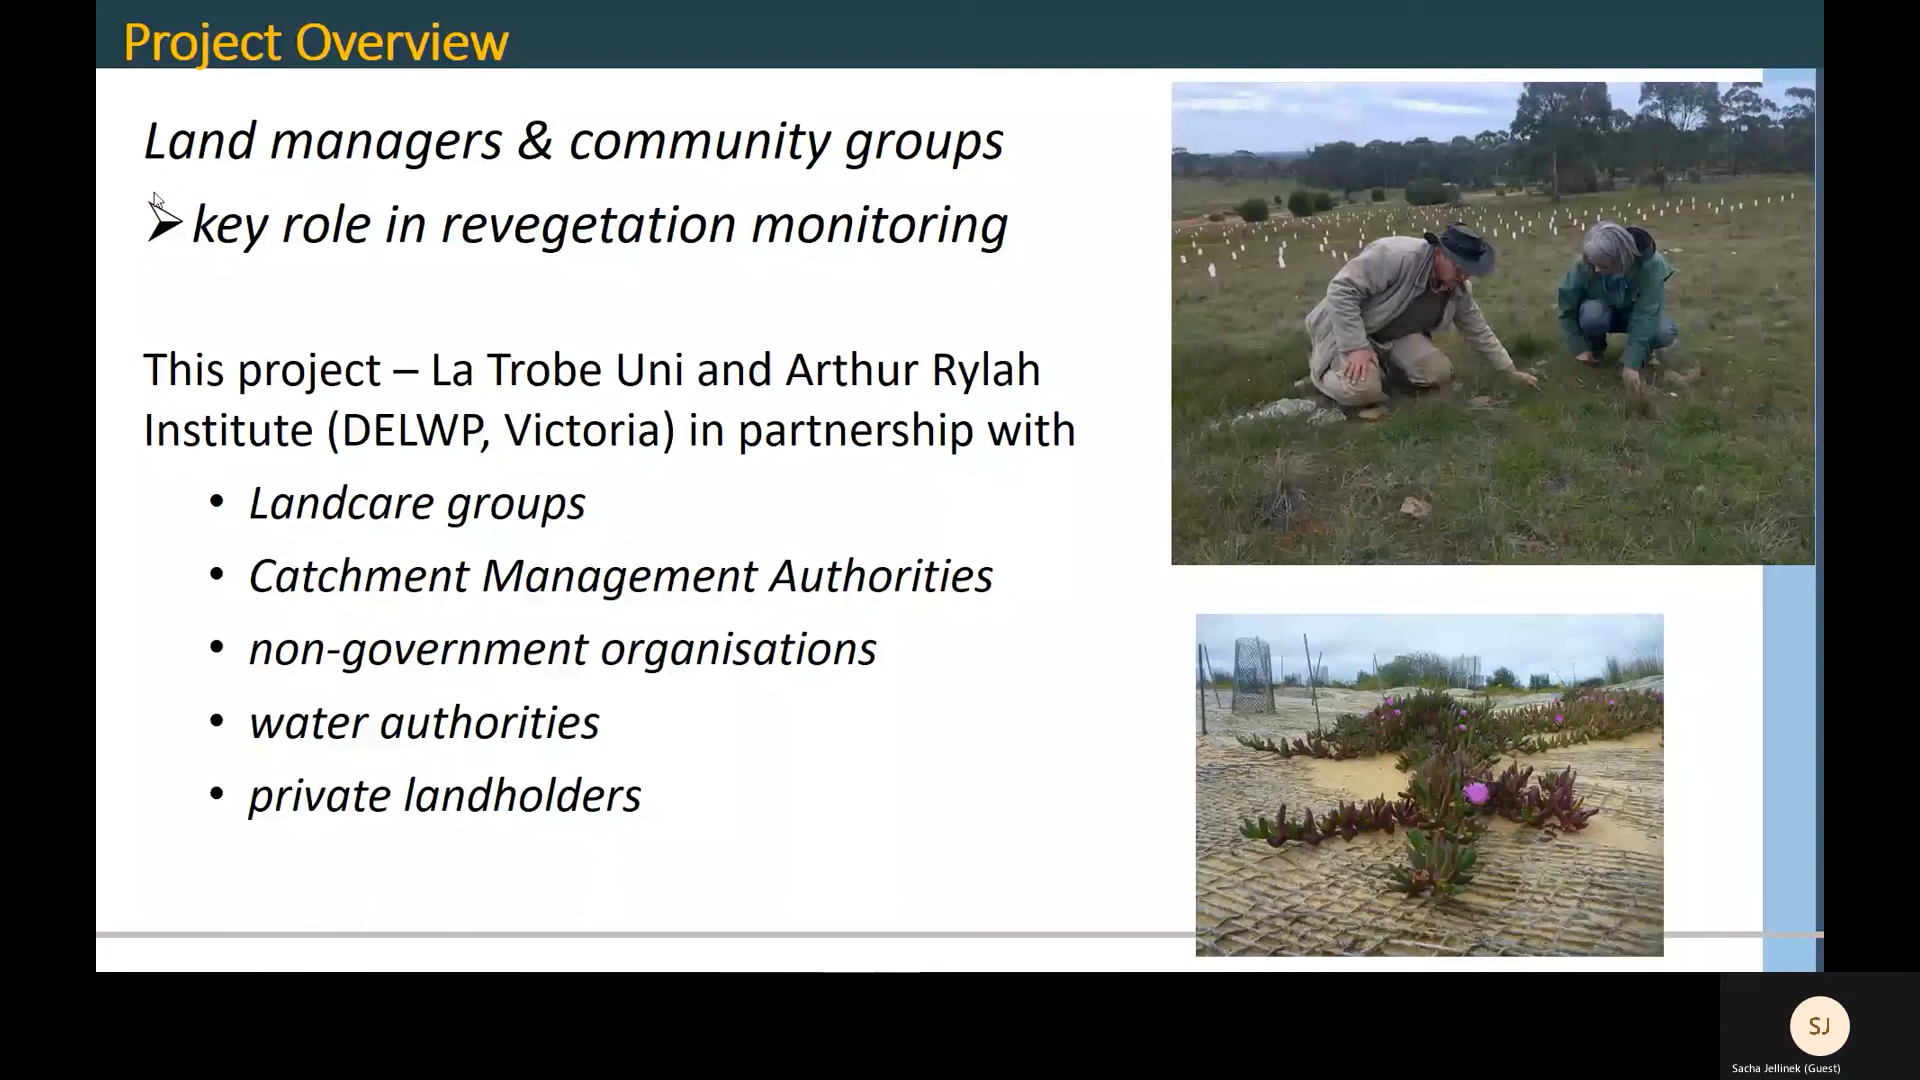 Project Overview
Land managers & community groups
➢ key role in revegetation monitoring
This project – La Trobe Uni and Arthur Rylah
Institute (DELWP, Victoria) in partnership with
• Landcare groups
• Catchment Management Authorities
• non-government organisations
• water authorities
• private landholders
SJ
Sacha Jellinek (Guest)